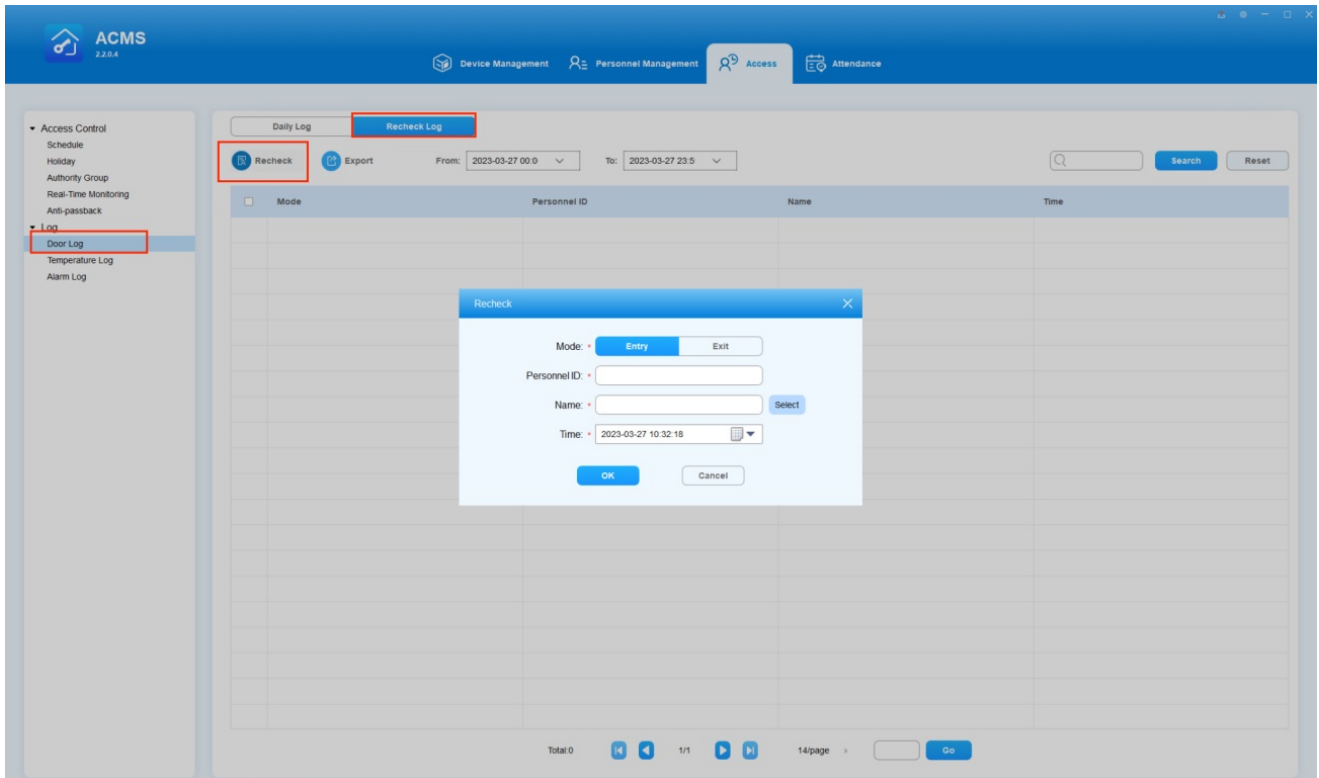 ACMS
2.2.0.4
Device Management
Personnel Management
Access
Attendance
Access Control
Schedule
Holiday
Authority Group
Real-Time Monitoring
Anti-passback
Log
Door Log
Temperature Log
Alarm Log
Daily Log
Recheck Log
Recheck
Export
From: 2023-03-27 00:0
To: 2023-03-27 23:5
Search
Reset
Mode
Personnel ID
Name
Time
Recheck
Mode: * Entry Exit
Personnel ID: *
Name: * Select
Time: * 2023-03-27 10:32:18
OK
Cancel
Total:0
1/1
14/page
Go